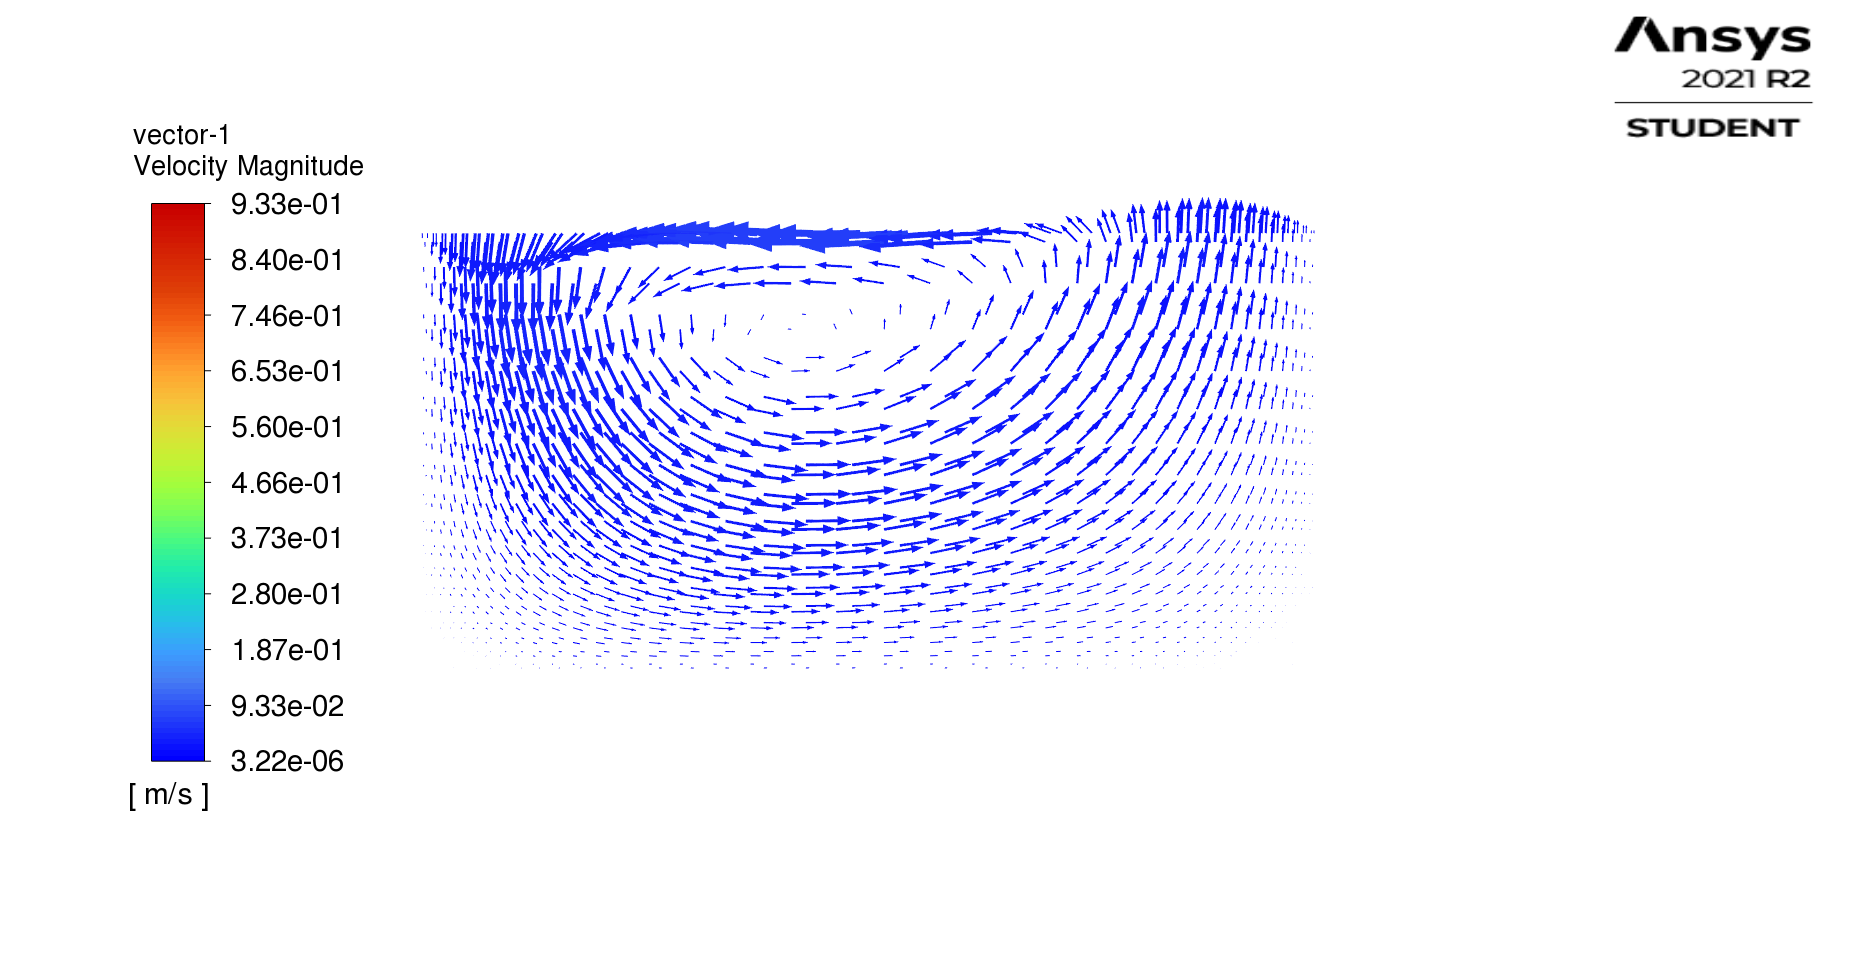 Ansys
2021 R2
STUDENT
vector-1
Velocity Magnitude
9.33e-01
8.40e-01
7.46e-01
6.53e-01
5.60e-01
4.66e-01
3.73e-01
2.80e-01
1.87e-01
9.33e-02
3.22e-06
[ m/s ]